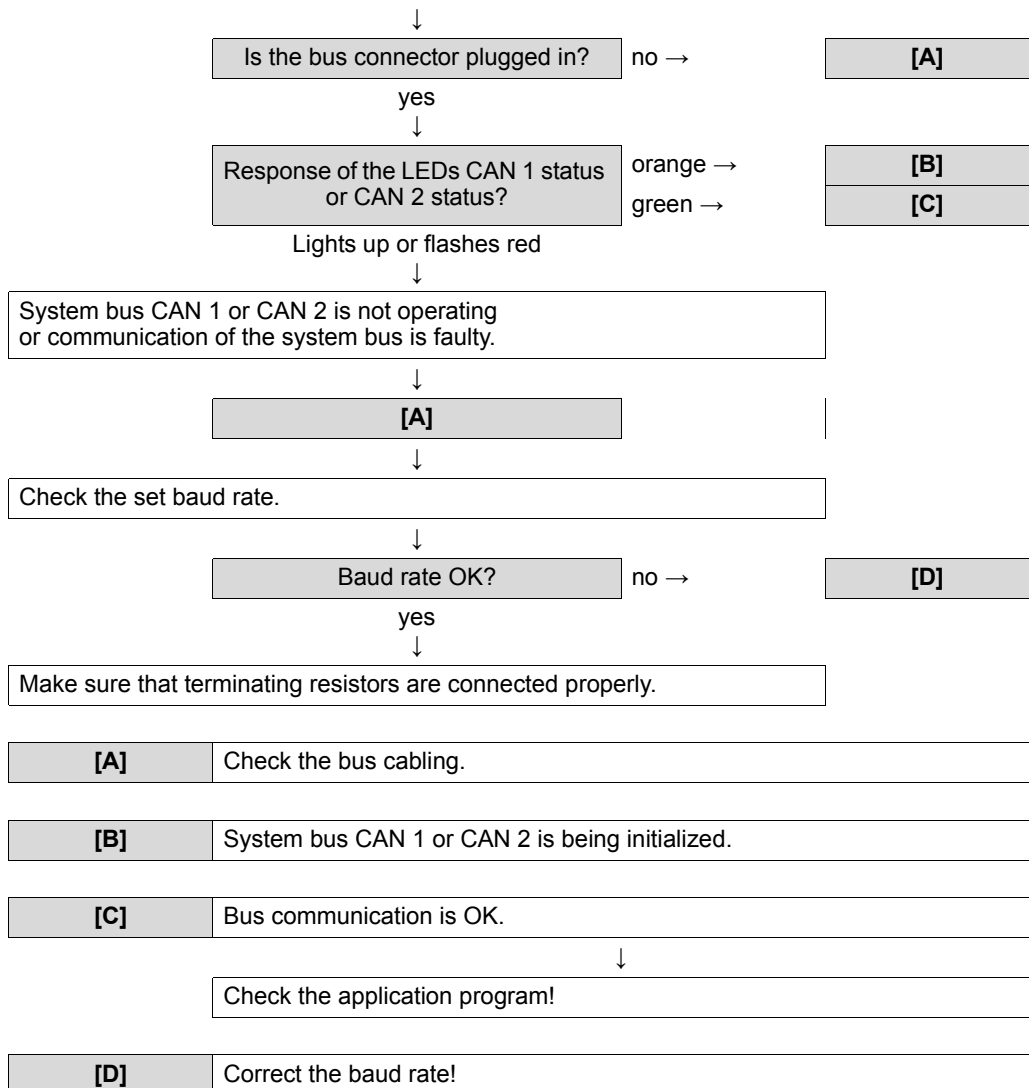 ↓
Is the bus connector plugged in? no → [A]
yes
↓
Response of the LEDs CAN 1 status
or CAN 2 status?
orange → [B]
green → [C]
Lights up or flashes red
↓
System bus CAN 1 or CAN 2 is not operating
or communication of the system bus is faulty.
↓
[A]
↓
Check the set baud rate.
↓
Baud rate OK? no → [D]
yes
↓
Make sure that terminating resistors are connected properly.
[A] Check the bus cabling.
[B] System bus CAN 1 or CAN 2 is being initialized.
[C] Bus communication is OK.
↓
Check the application program!
[D] Correct the baud rate!